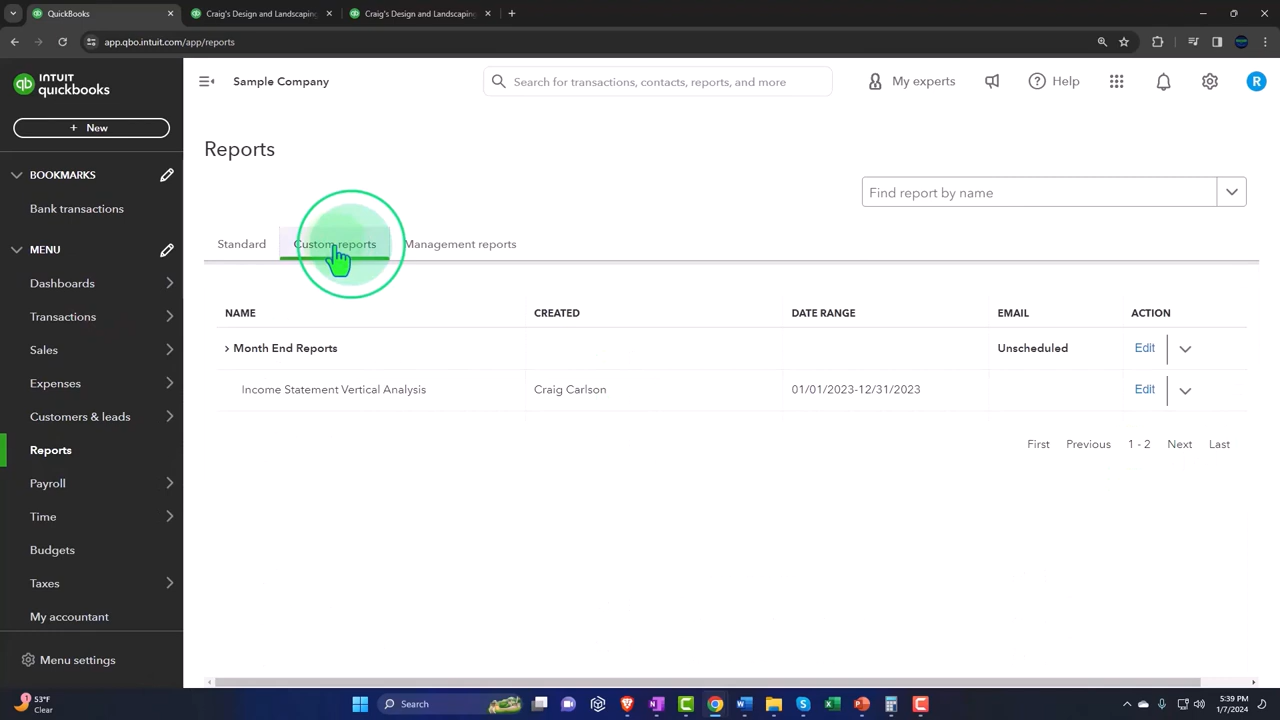 QuickBooks
Craig's Design and Landscaping
Craig's Design and Landscaping
app.qbo.intuit.com/app/reports
INTUIT
quickbooks
Sample Company
Search for transactions, contacts, reports, and more
My experts
Help
R
+ New
Reports
BOOKMARKS
Find report by name
Bank transactions
Standard
Custom reports
Management reports
MENU
Dashboards
Transactions
Sales
Expenses
Customers & leads
Reports
Payroll
Time
Budgets
Taxes
My accountant
Menu settings
NAME CREATED DATE RANGE EMAIL ACTION
Month End Reports Unscheduled Edit
Income Statement Vertical Analysis Craig Carlson 01/01/2023-12/31/2023 Edit
First Previous 1 - 2 Next Last
53°F
Clear
Search
5:39 PM
1/7/2024